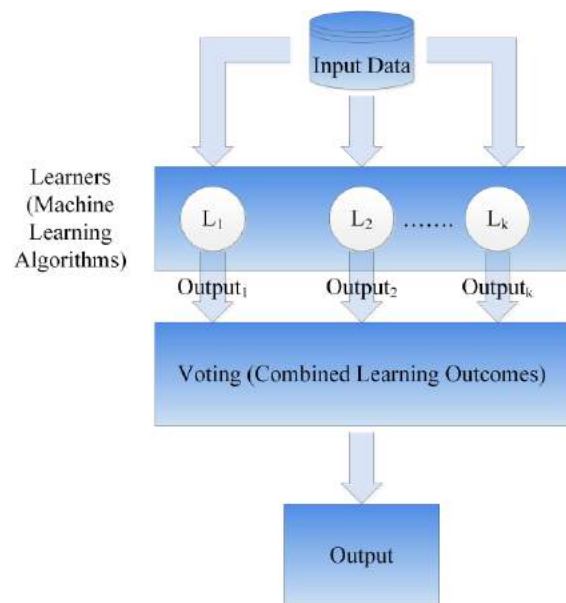 Input Data
Learners
(Machine
Learning
Algorithms)
L₁ L₂ ....... Lₖ
Output₁ Output₂ Outputₖ
Voting (Combined Learning Outcomes)
Output